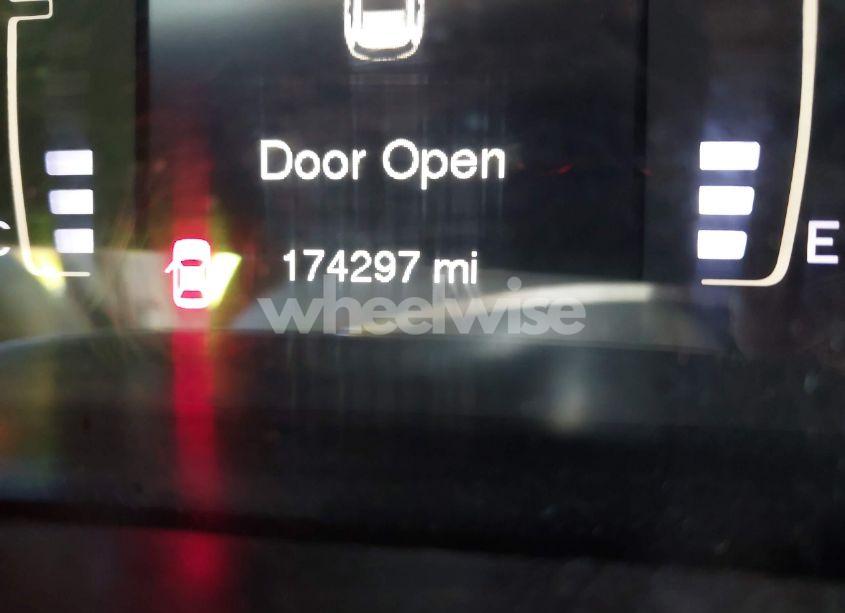 Door Open
C
E
174297 mi
wheelwise